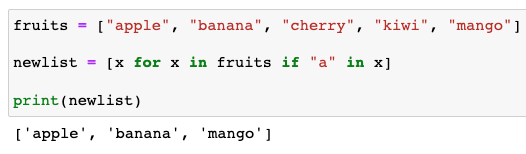 fruits = ["apple", "banana", "cherry", "kiwi", "mango"]
newlist = [x for x in fruits if "a" in x]
print(newlist)
['apple', 'banana', 'mango']